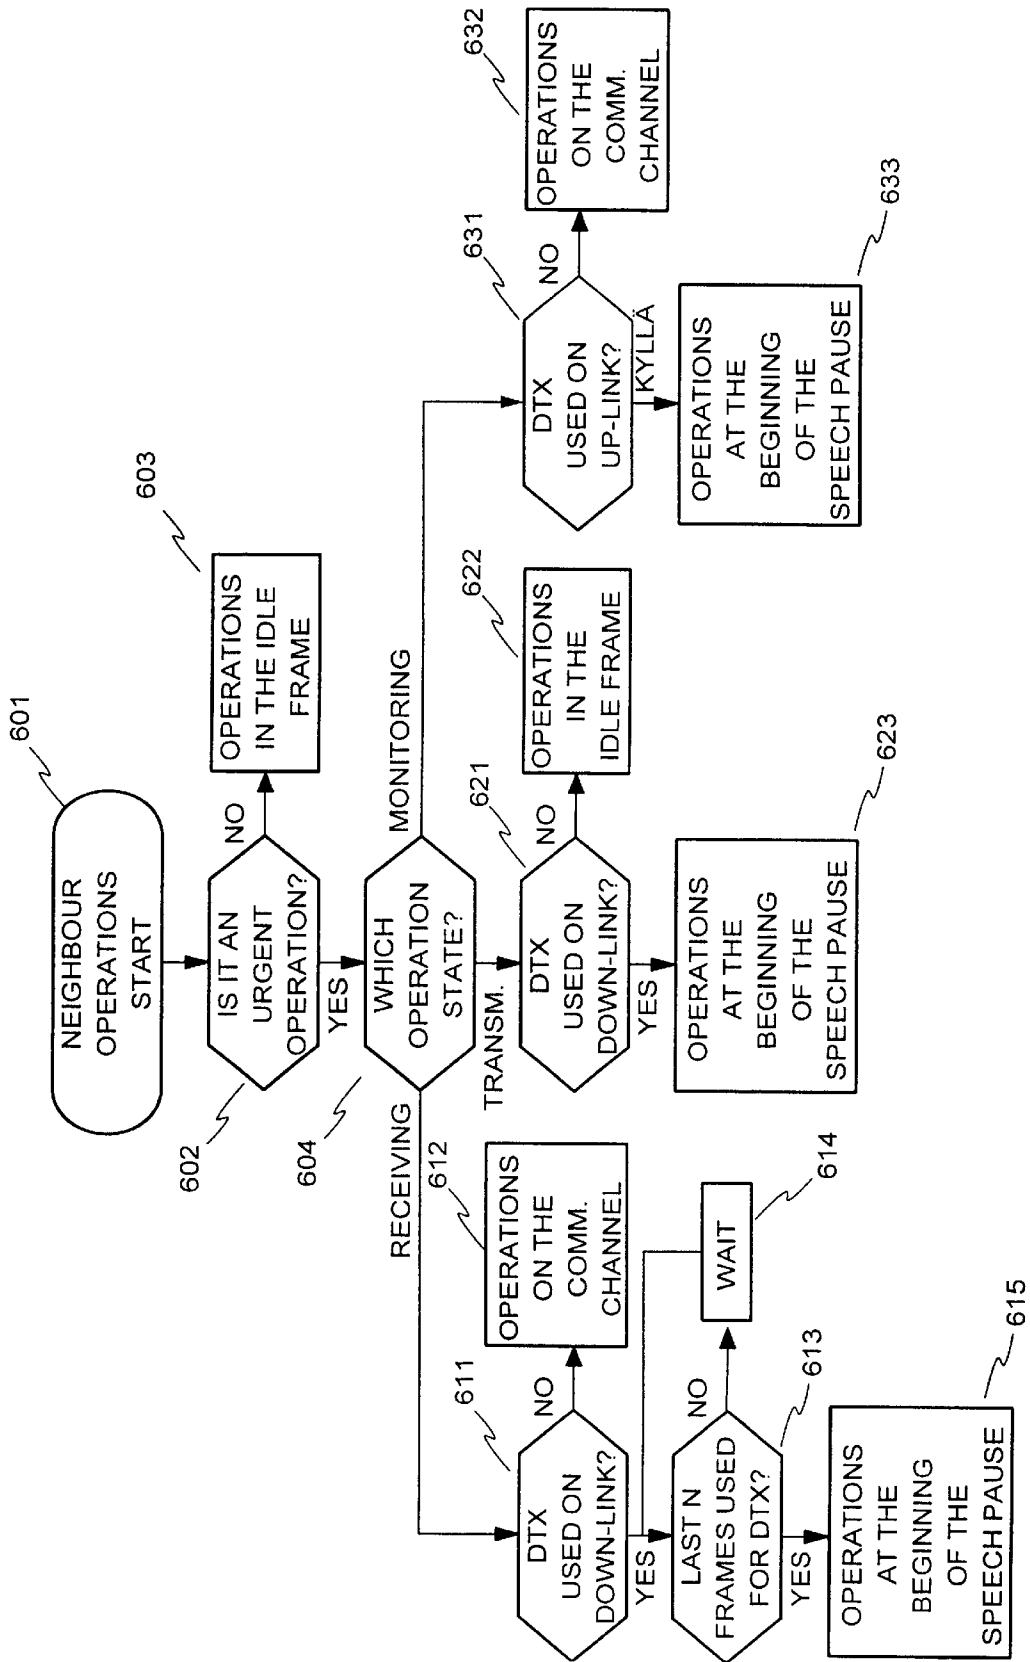 601
NEIGHBOUR
OPERATIONS
START
602
IS IT AN
URGENT
OPERATION?
NO
603
OPERATIONS
IN THE IDLE
FRAME
YES
604
WHICH
OPERATION
STATE?
RECEIVING
TRANSM.
MONITORING
611
DTX
USED ON
DOWN-LINK?
NO
612
OPERATIONS
ON THE
COMM.
CHANNEL
YES
613
LAST N
FRAMES USED
FOR DTX?
NO
614
WAIT
YES
615
OPERATIONS
AT THE
BEGINNING
OF THE
SPEECH PAUSE
621
DTX
USED ON
DOWN-LINK?
NO
622
OPERATIONS
IN THE
IDLE FRAME
YES
623
OPERATIONS
AT THE
BEGINNING
OF THE
SPEECH PAUSE
631
DTX
USED ON
UP-LINK?
NO
632
OPERATIONS
ON THE
COMM.
CHANNEL
KYLLÄ
633
OPERATIONS
AT THE
BEGINNING
OF THE
SPEECH PAUSE